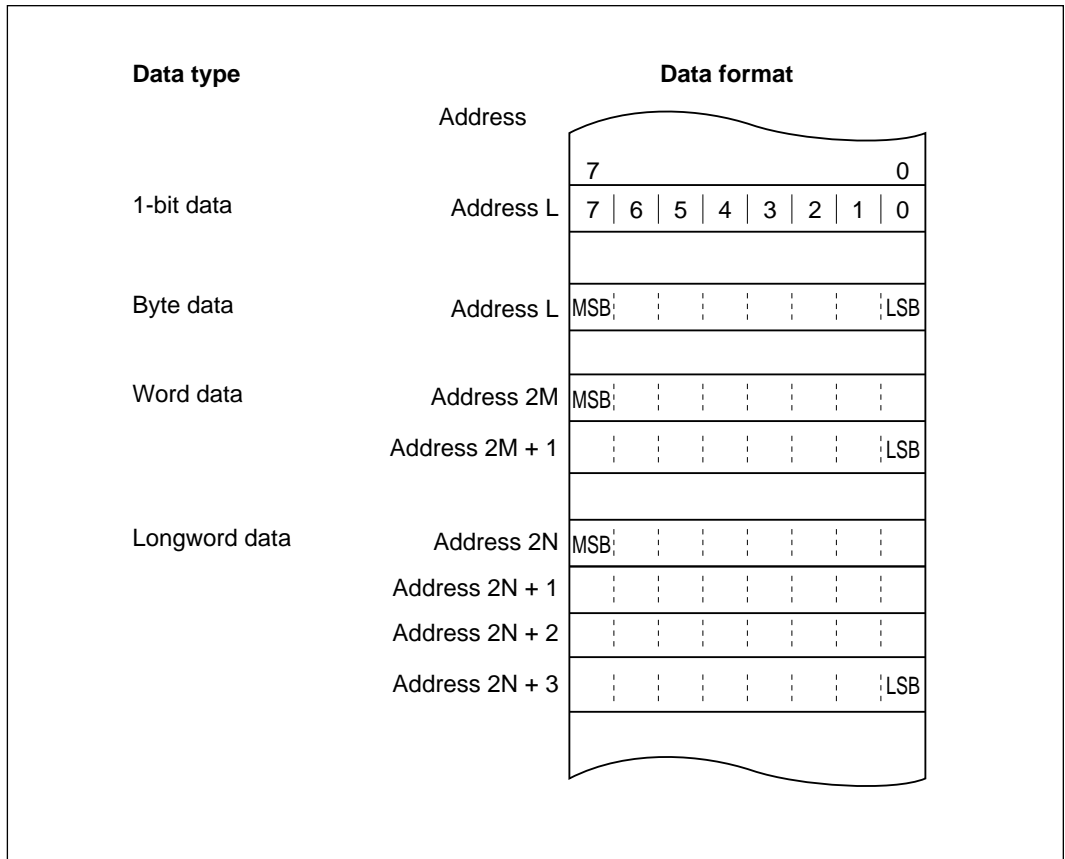 Data type Data format
Address
7 0
1-bit data Address L 7 6 5 4 3 2 1 0
Byte data Address L MSB LSB
Word data Address 2M MSB
Address 2M + 1 LSB
Longword data Address 2N MSB
Address 2N + 1
Address 2N + 2
Address 2N + 3 LSB